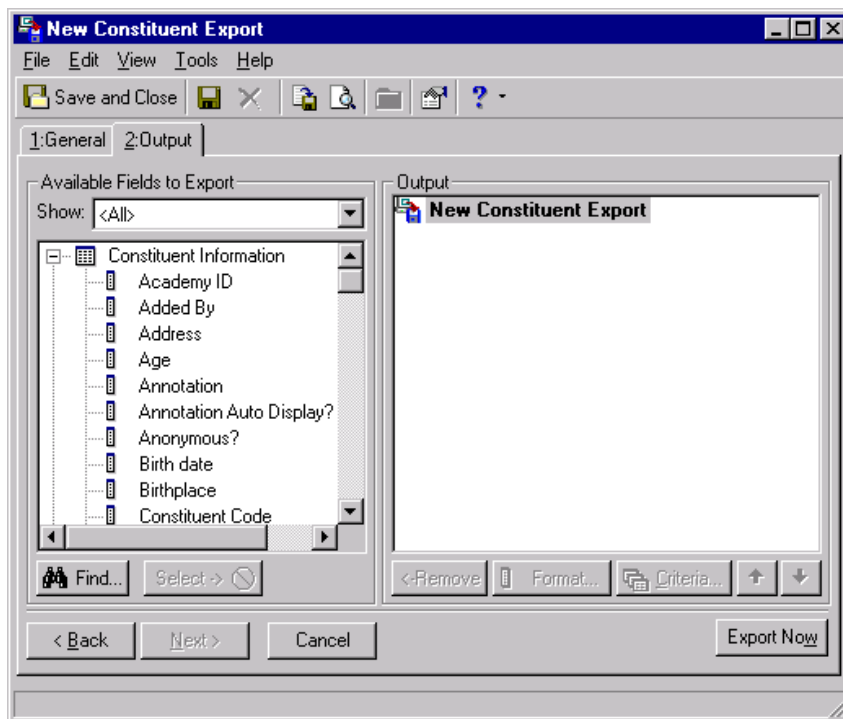 New Constituent Export
File Edit View Tools Help
Save and Close ?
1:General 2:Output
Available Fields to Export
Show: <All>
Constituent Information
Academy ID
Added By
Address
Age
Annotation
Annotation Auto Display?
Anonymous?
Birth date
Birthplace
Constituent Code
Find... Select ->
Output
New Constituent Export
<-Remove Format... Criteria...
< Back Next > Cancel Export Now